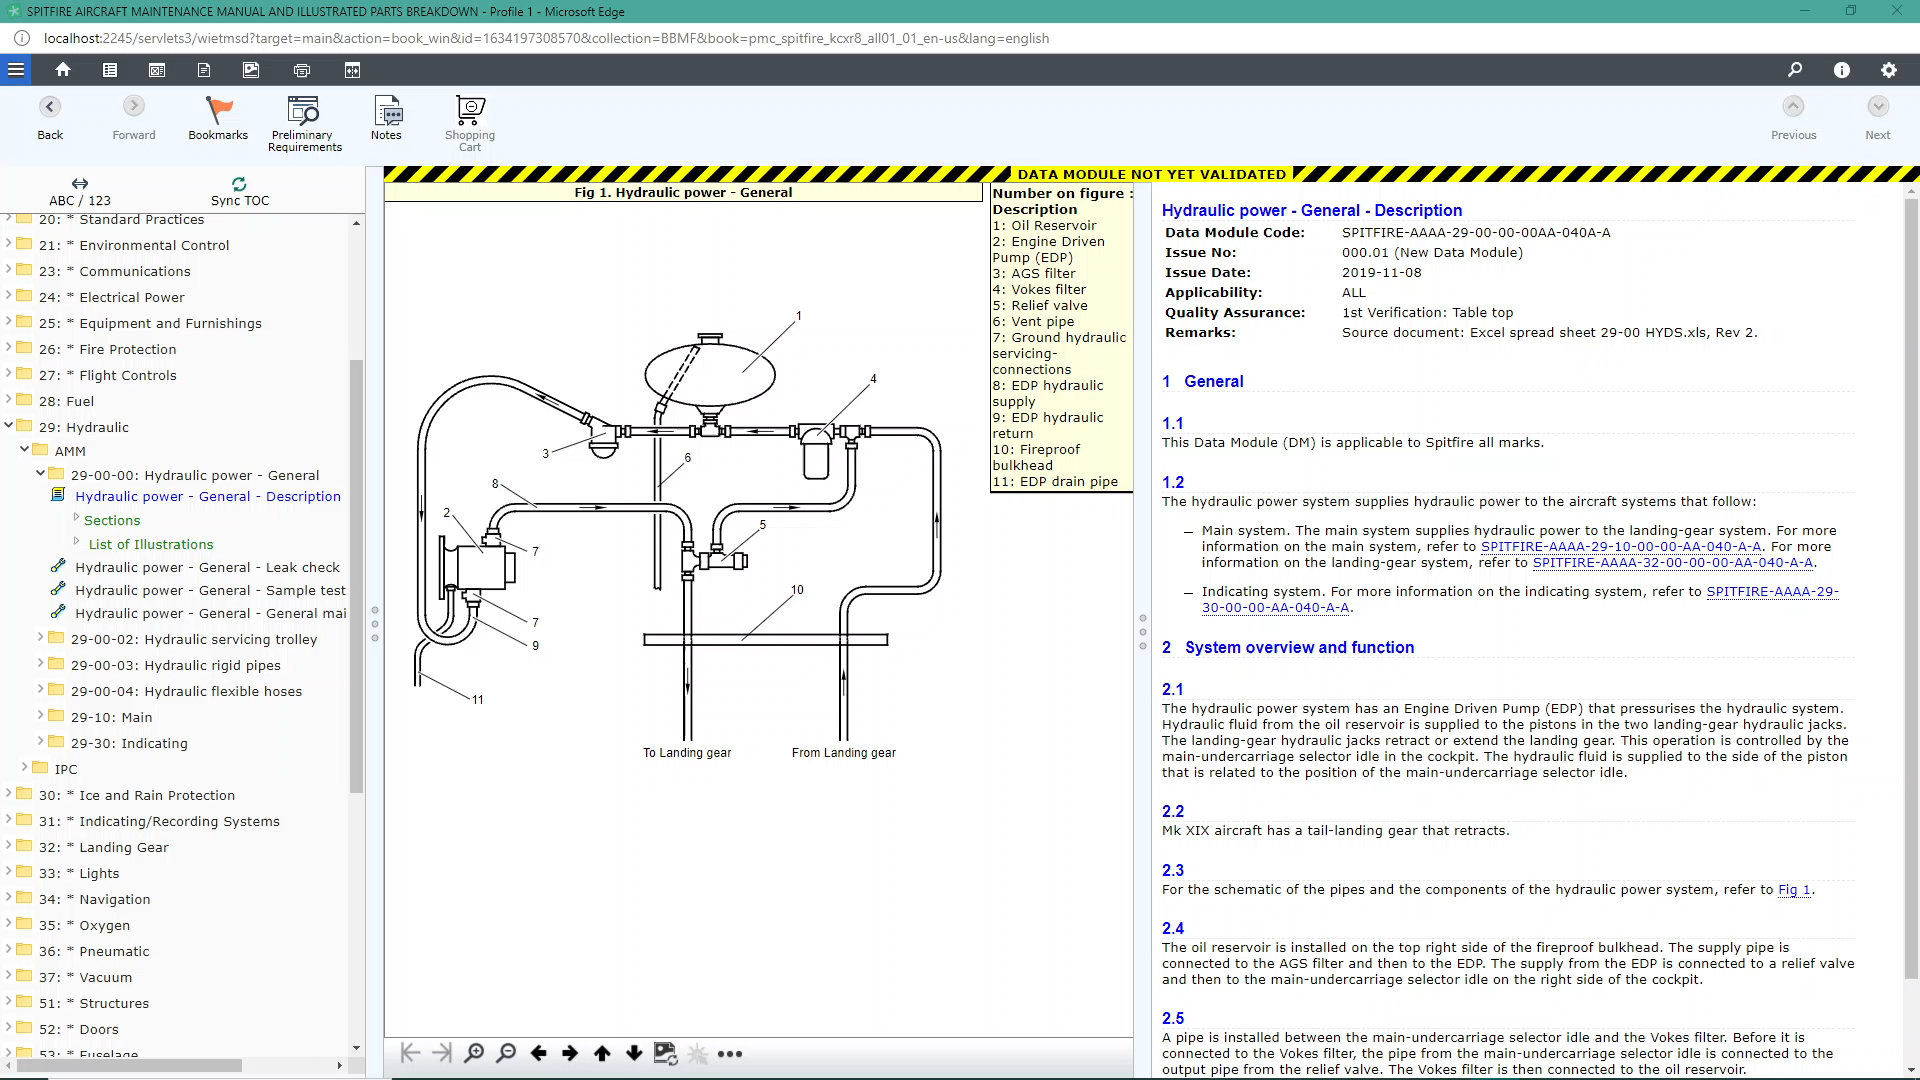 SPITFIRE AIRCRAFT MAINTENANCE MANUAL AND ILLUSTRATED PARTS BREAKDOWN - Profile 1 - Microsoft Edge
localhost:2245/servlets3/wietmsd?target=main&action=book_win&id=1634197308570&collection=BBMF&book=pmc_spitfire_kcxr8_all01_01_en-us&lang=english
Back
Forward
Bookmarks
Preliminary
Requirements
Notes
Shopping
Cart
Previous
Next
ABC / 123
Sync TOC
20: * Standard Practices
21: * Environmental Control
23: * Communications
24: * Electrical Power
25: * Equipment and Furnishings
26: * Fire Protection
27: * Flight Controls
28: Fuel
29: Hydraulic
AMM
29-00-00: Hydraulic power - General
Hydraulic power - General - Description
Sections
List of Illustrations
Hydraulic power - General - Leak check
Hydraulic power - General - Sample test
Hydraulic power - General - General mai
29-00-02: Hydraulic servicing trolley
29-00-03: Hydraulic rigid pipes
29-00-04: Hydraulic flexible hoses
29-10: Main
29-30: Indicating
IPC
30: * Ice and Rain Protection
31: * Indicating/Recording Systems
32: * Landing Gear
33: * Lights
34: * Navigation
35: * Oxygen
36: * Pneumatic
37: * Vacuum
51: * Structures
52: * Doors
53: * Fuselage
DATA MODULE NOT YET VALIDATED
Fig 1. Hydraulic power - General
1
4
3
6
8
2
7
5
10
7
9
11
To Landing gear
From Landing gear
Number on figure :
Description
1: Oil Reservoir
2: Engine Driven
Pump (EDP)
3: AGS filter
4: Vokes filter
5: Relief valve
6: Vent pipe
7: Ground hydraulic
servicing-
connections
8: EDP hydraulic
supply
9: EDP hydraulic
return
10: Fireproof
bulkhead
11: EDP drain pipe
Hydraulic power - General - Description
Data Module Code: SPITFIRE-AAAA-29-00-00-00AA-040A-A
Issue No: 000.01 (New Data Module)
Issue Date: 2019-11-08
Applicability: ALL
Quality Assurance: 1st Verification: Table top
Remarks: Source document: Excel spread sheet 29-00 HYDS.xls, Rev 2.
1 General
1.1
This Data Module (DM) is applicable to Spitfire all marks.
1.2
The hydraulic power system supplies hydraulic power to the aircraft systems that follow:
– Main system. The main system supplies hydraulic power to the landing-gear system. For more
information on the main system, refer to SPITFIRE-AAAA-29-10-00-00-AA-040-A-A. For more
information on the landing-gear system, refer to SPITFIRE-AAAA-32-00-00-00-AA-040-A-A.
– Indicating system. For more information on the indicating system, refer to SPITFIRE-AAAA-29-
30-00-00-AA-040-A-A.
2 System overview and function
2.1
The hydraulic power system has an Engine Driven Pump (EDP) that pressurises the hydraulic system.
Hydraulic fluid from the oil reservoir is supplied to the pistons in the two landing-gear hydraulic jacks.
The landing-gear hydraulic jacks retract or extend the landing gear. This operation is controlled by the
main-undercarriage selector idle in the cockpit. The hydraulic fluid is supplied to the side of the piston
that is related to the position of the main-undercarriage selector idle.
2.2
Mk XIX aircraft has a tail-landing gear that retracts.
2.3
For the schematic of the pipes and the components of the hydraulic power system, refer to Fig 1.
2.4
The oil reservoir is installed on the top right side of the fireproof bulkhead. The supply pipe is
connected to the AGS filter and then to the EDP. The supply from the EDP is connected to a relief valve
and then to the main-undercarriage selector idle on the right side of the cockpit.
2.5
A pipe is installed between the main-undercarriage selector idle and the Vokes filter. Before it is
connected to the Vokes filter, the pipe from the main-undercarriage selector idle is connected to the
output pipe from the relief valve. The Vokes filter is then connected to the oil reservoir.